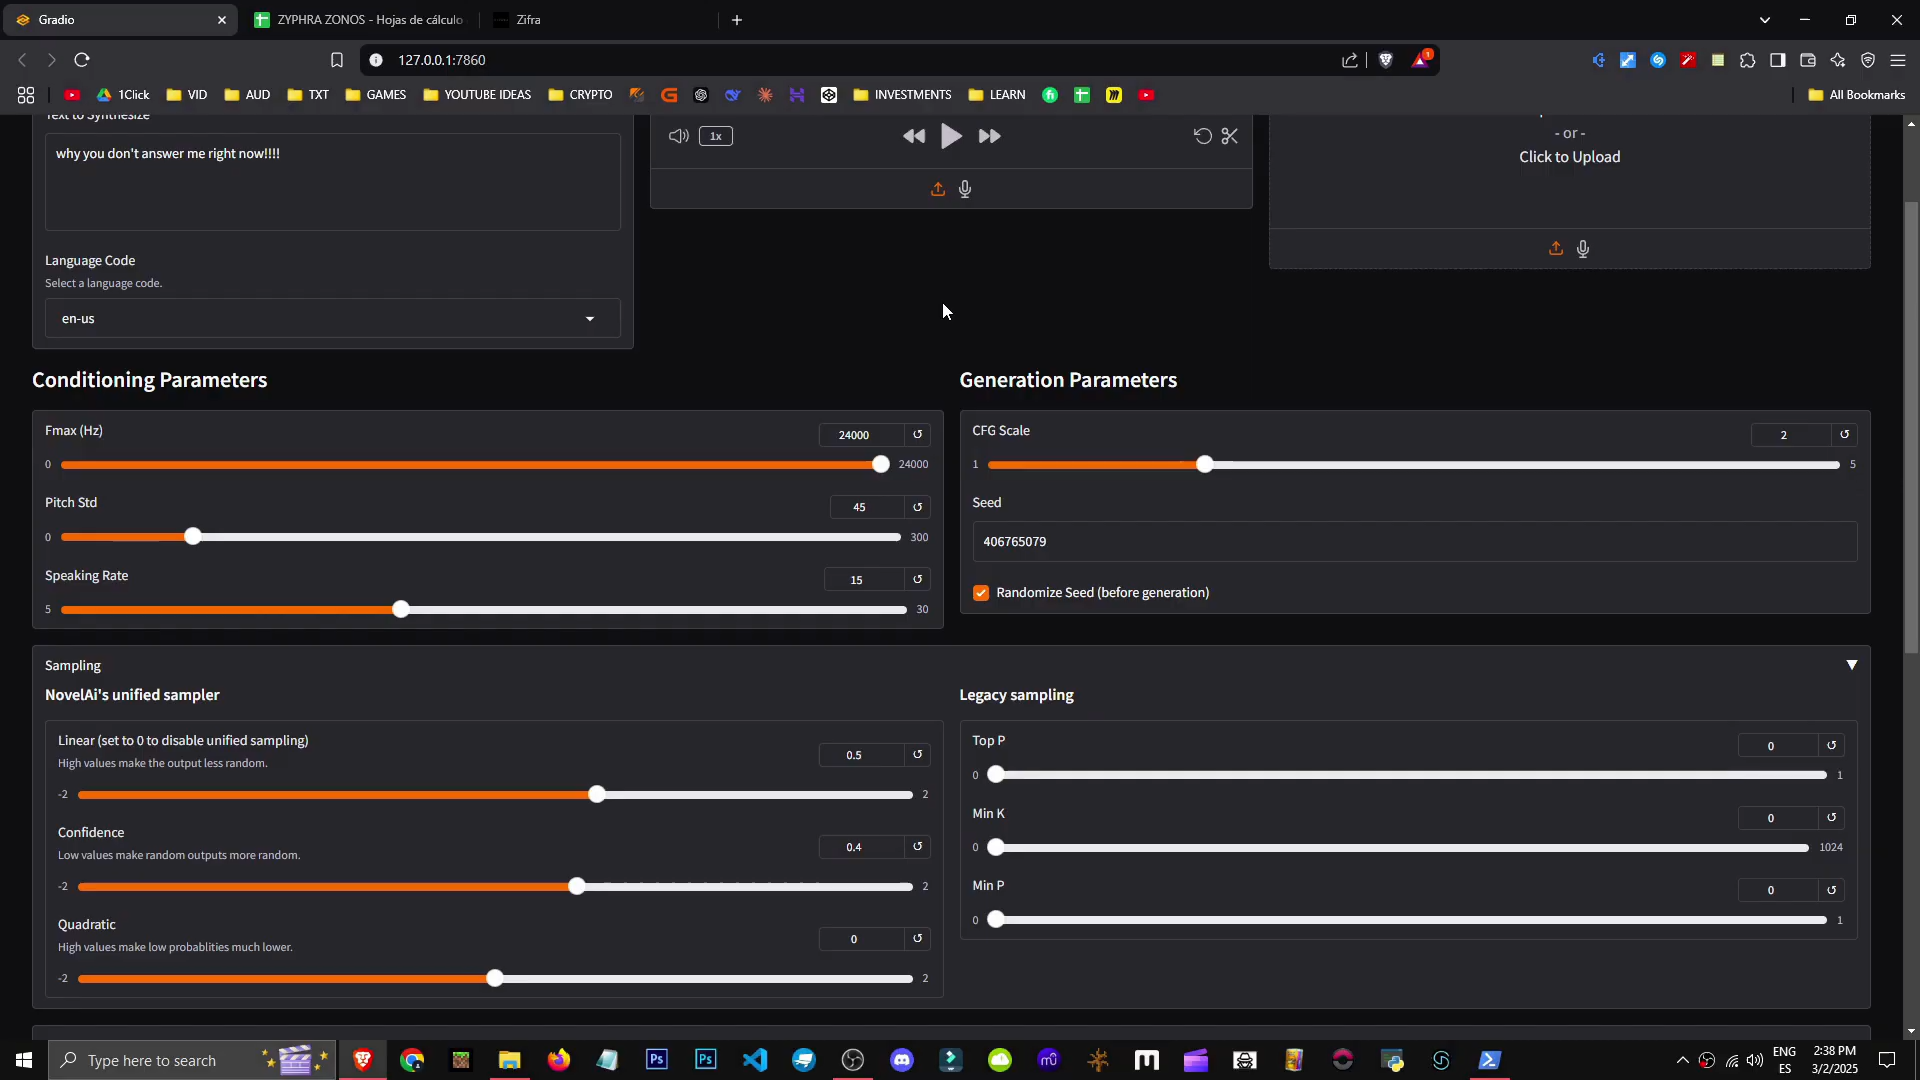 Gradio
ZYPHRA ZONOS - Hojas de cálculo
Zifra
127.0.0.1:7860
1
1Click
VID
AUD
TXT
GAMES
YOUTUBE IDEAS
CRYPTO
INVESTMENTS
LEARN
All Bookmarks
Text to Synthesize
why you don't answer me right now!!!!
Language Code
Select a language code.
en-us
1x
- or -
Click to Upload
Conditioning Parameters
Fmax (Hz)
24000
0
24000
Pitch Std
45
0
300
Speaking Rate
15
5
30
Generation Parameters
CFG Scale
2
1
5
Seed
406765079
Randomize Seed (before generation)
Sampling
NovelAi's unified sampler
Linear (set to 0 to disable unified sampling)
High values make the output less random.
0.5
-2
2
Confidence
Low values make random outputs more random.
0.4
-2
2
Quadratic
High values make low probablities much lower.
0
-2
2
Legacy sampling
Top P
0
0
1
Min K
0
0
1024
Min P
0
0
1
Type here to search
Ps
Ps
ENG
ES
2:38 PM
3/2/2025